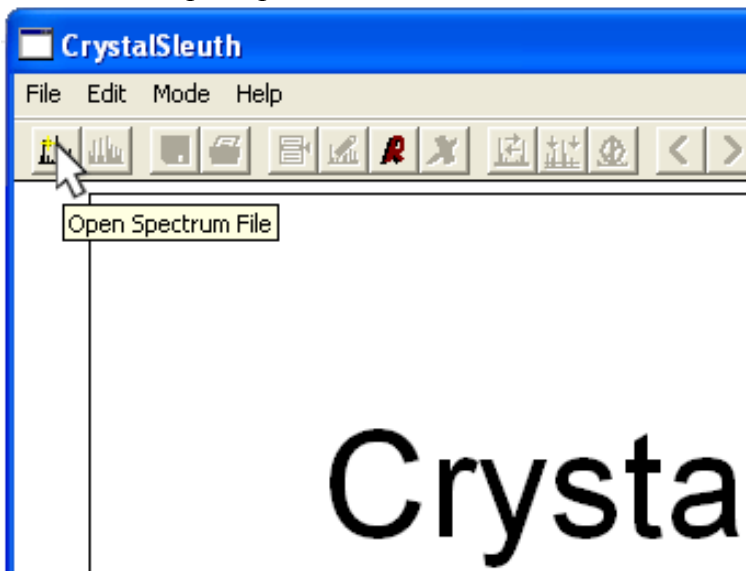 CrystalSleuth
File Edit Mode Help
R X < >
Open Spectrum File
Crysta